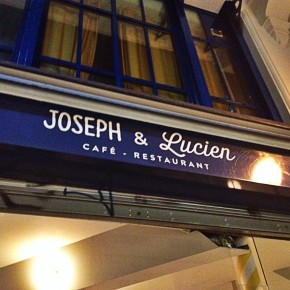 JOSEPH & Lucien
CAFÉ - RESTAURANT